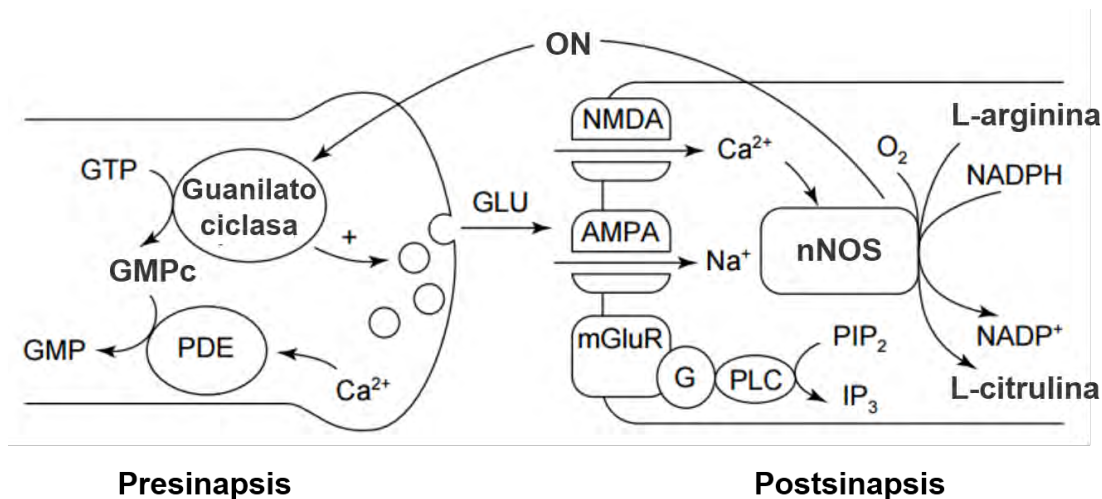 ON
GTP
Guanilato
ciclasa
+
GMPc
GMP
PDE
Ca²⁺
GLU
NMDA
Ca²⁺
AMPA
Na⁺
mGluR
G
PLC
PIP₂
IP₃
nNOS
O₂
L-arginina
NADPH
NADP⁺
L-citrulina
Presinapsis
Postsinapsis